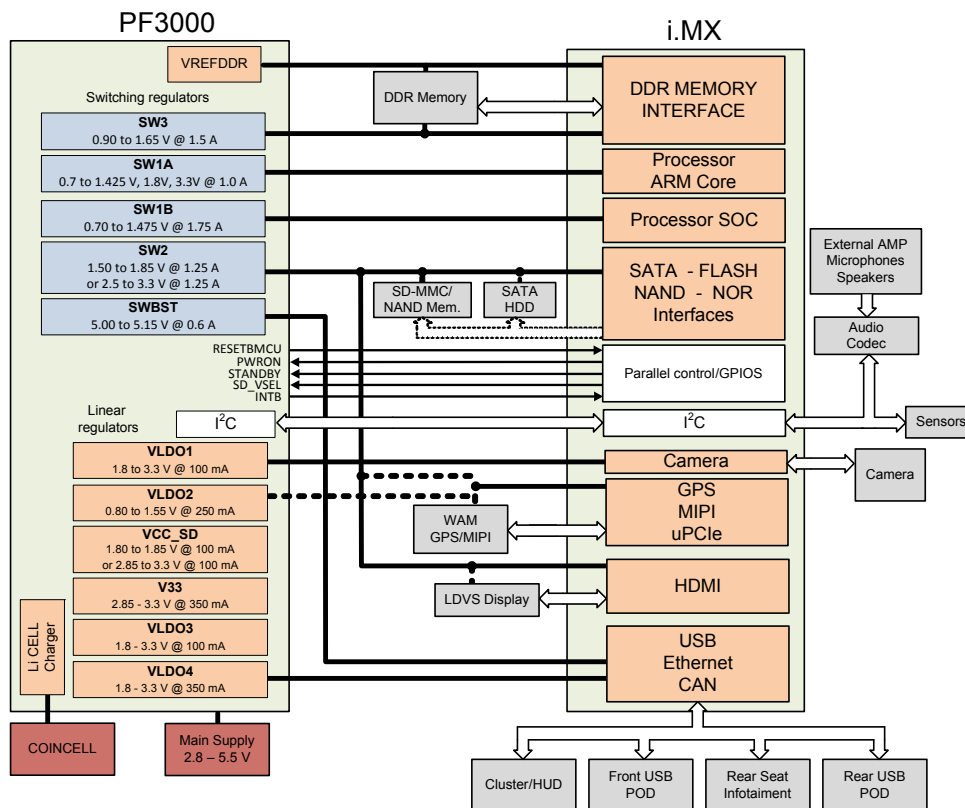 PF3000
i.MX
VREFDDR
Switching regulators
SW3
0.90 to 1.65 V @ 1.5 A
SW1A
0.7 to 1.425 V, 1.8V, 3.3V @ 1.0 A
SW1B
0.70 to 1.475 V @ 1.75 A
SW2
1.50 to 1.85 V @ 1.25 A
or 2.5 to 3.3 V @ 1.25 A
SWBST
5.00 to 5.15 V @ 0.6 A
RESETBMCU
PWRON
STANDBY
SD_VSEL
INTB
Linear
regulators
I²C
VLDO1
1.8 to 3.3 V @ 100 mA
VLDO2
0.80 to 1.55 V @ 250 mA
VCC_SD
1.80 to 1.85 V @ 100 mA
or 2.85 to 3.3 V @ 100 mA
V33
2.85 - 3.3 V @ 350 mA
VLDO3
1.8 - 3.3 V @ 100 mA
VLDO4
1.8 - 3.3 V @ 350 mA
Li CELL
Charger
COINCELL
Main Supply
2.8 – 5.5 V
DDR Memory
SD-MMC/
NAND Mem.
SATA
HDD
WAM
GPS/MIPI
LDVS Display
DDR MEMORY
INTERFACE
Processor
ARM Core
Processor SOC
SATA - FLASH
NAND - NOR
Interfaces
Parallel control/GPIOS
I²C
Camera
GPS
MIPI
uPCIe
HDMI
USB
Ethernet
CAN
External AMP
Microphones
Speakers
Audio
Codec
Sensors
Camera
Cluster/HUD
Front USB
POD
Rear Seat
Infotaiment
Rear USB
POD